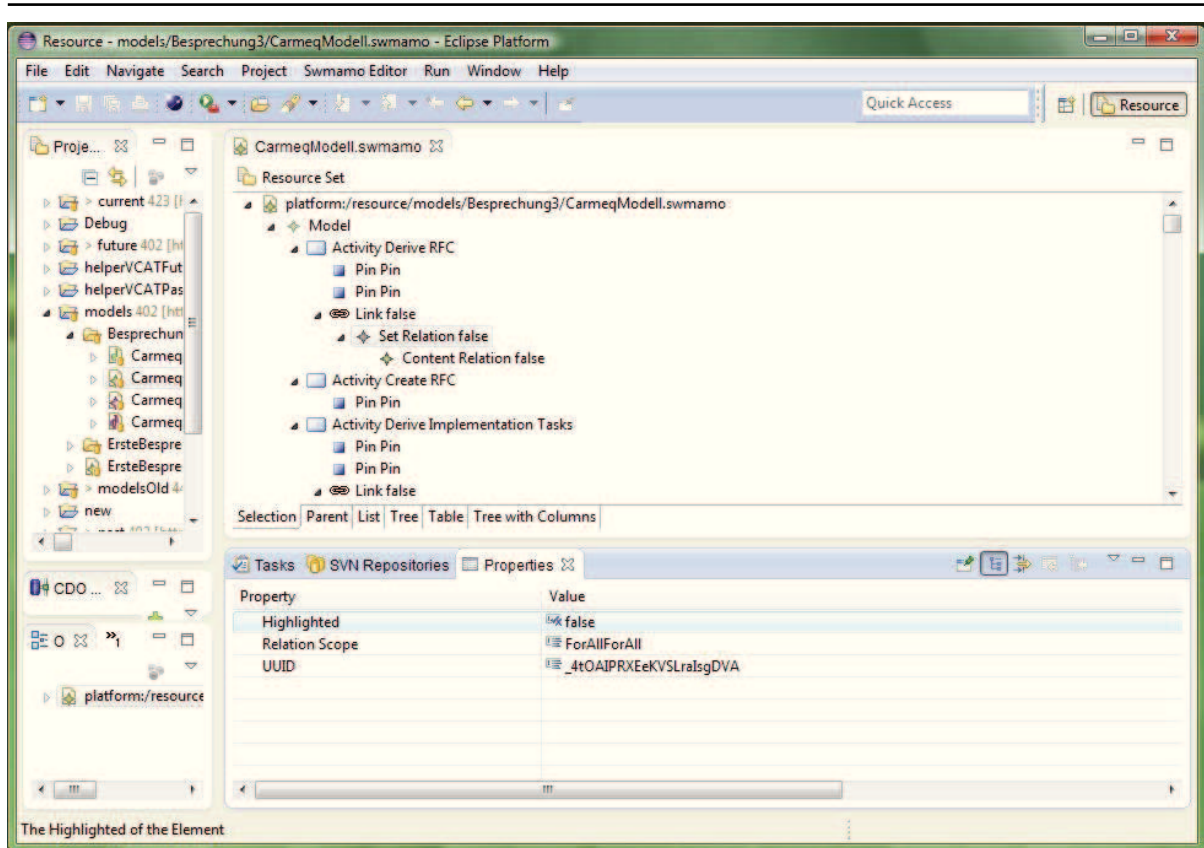 Resource - models/Besprechung3/CarmeqModell.swmamo - Eclipse Platform
File Edit Navigate Search Project Swmamo Editor Run Window Help
Quick Access
Resource
Proje...
> current 423
Debug
> future 402
helperVCATFut
helperVCATPas
models 402
Besprechun
Carmeq
Carmeq
Carmeq
Carmeq
ErsteBespre
ErsteBespre
> modelsOld
new
CarmeqModell.swmamo
Resource Set
platform:/resource/models/Besprechung3/CarmeqModell.swmamo
Model
Activity Derive RFC
Pin Pin
Pin Pin
Link false
Set Relation false
Content Relation false
Activity Create RFC
Pin Pin
Activity Derive Implementation Tasks
Pin Pin
Pin Pin
Link false
Selection Parent List Tree Table Tree with Columns
CDO ...
O
»1
platform:/resource
Tasks SVN Repositories Properties
Property Value
Highlighted false
Relation Scope ForAllForAll
UUID _4tOAIPRXEeKVSLraIsgDVA
The Highlighted of the Element